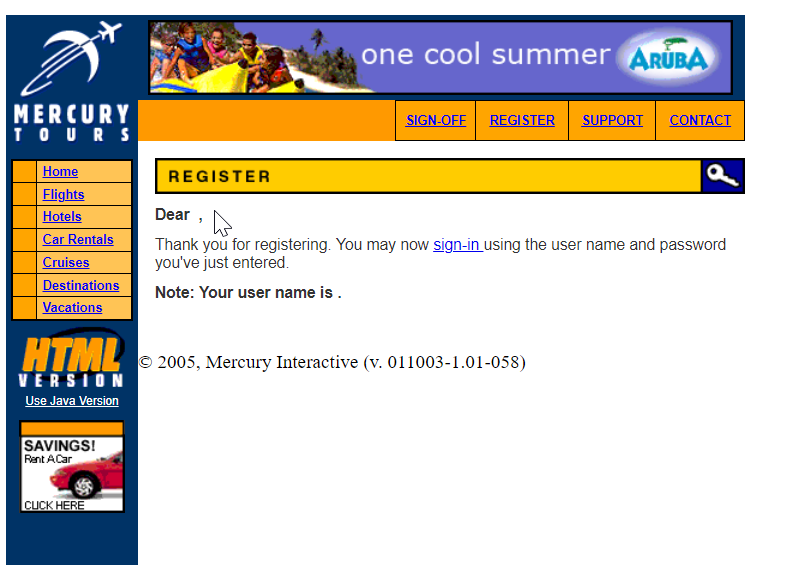 one cool summer ARUBA
MERCURY
TOURS
SIGN-OFF REGISTER SUPPORT CONTACT
Home
Flights
Hotels
Car Rentals
Cruises
Destinations
Vacations
HTML
VERSION
Use Java Version
SAVINGS!
Rent A Car
CLICK HERE
REGISTER
Dear ,
Thank you for registering. You may now sign-in using the user name and password
you've just entered.
Note: Your user name is .
© 2005, Mercury Interactive (v. 011003-1.01-058)